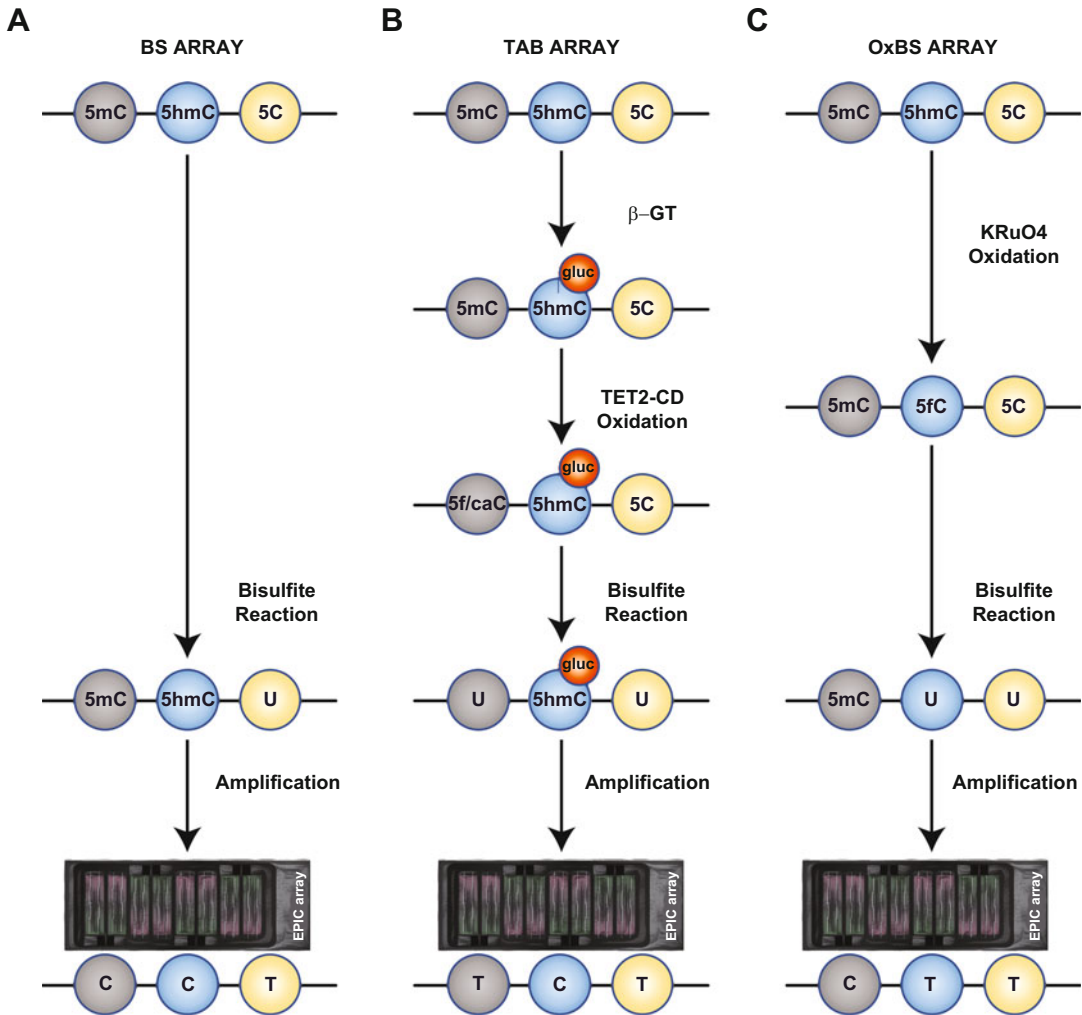 A
BS ARRAY
5mC 5hmC 5C
Bisulfite
Reaction
5mC 5hmC U
Amplification
EPIC array
C C T
B
TAB ARRAY
5mC 5hmC 5C
β–GT
gluc
5mC 5hmC 5C
TET2-CD
Oxidation
gluc
5f/caC 5hmC 5C
Bisulfite
Reaction
gluc
U 5hmC U
Amplification
EPIC array
T C T
C
OxBS ARRAY
5mC 5hmC 5C
KRuO4
Oxidation
5mC 5fC 5C
Bisulfite
Reaction
5mC U U
Amplification
EPIC array
C T T